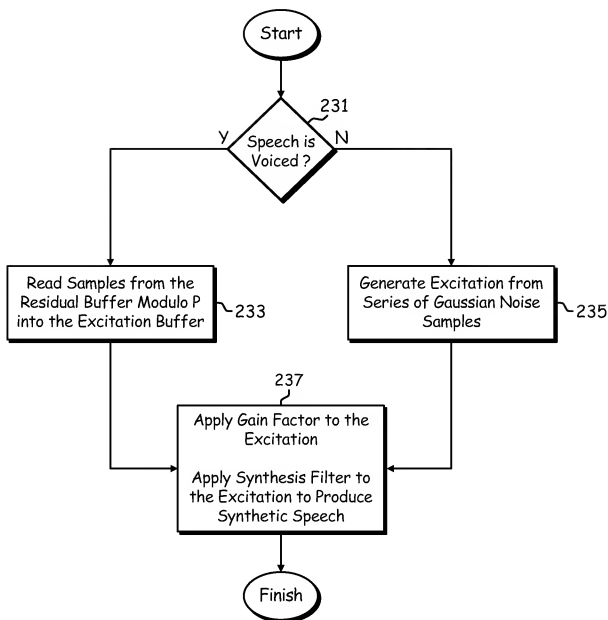 Start
231
Y
Speech is
Voiced ?
N
Read Samples from the
Residual Buffer Modulo P
into the Excitation Buffer
233
Generate Excitation from
Series of Gaussian Noise
Samples
235
237
Apply Gain Factor to the
Excitation
Apply Synthesis Filter to
the Excitation to Produce
Synthetic Speech
Finish